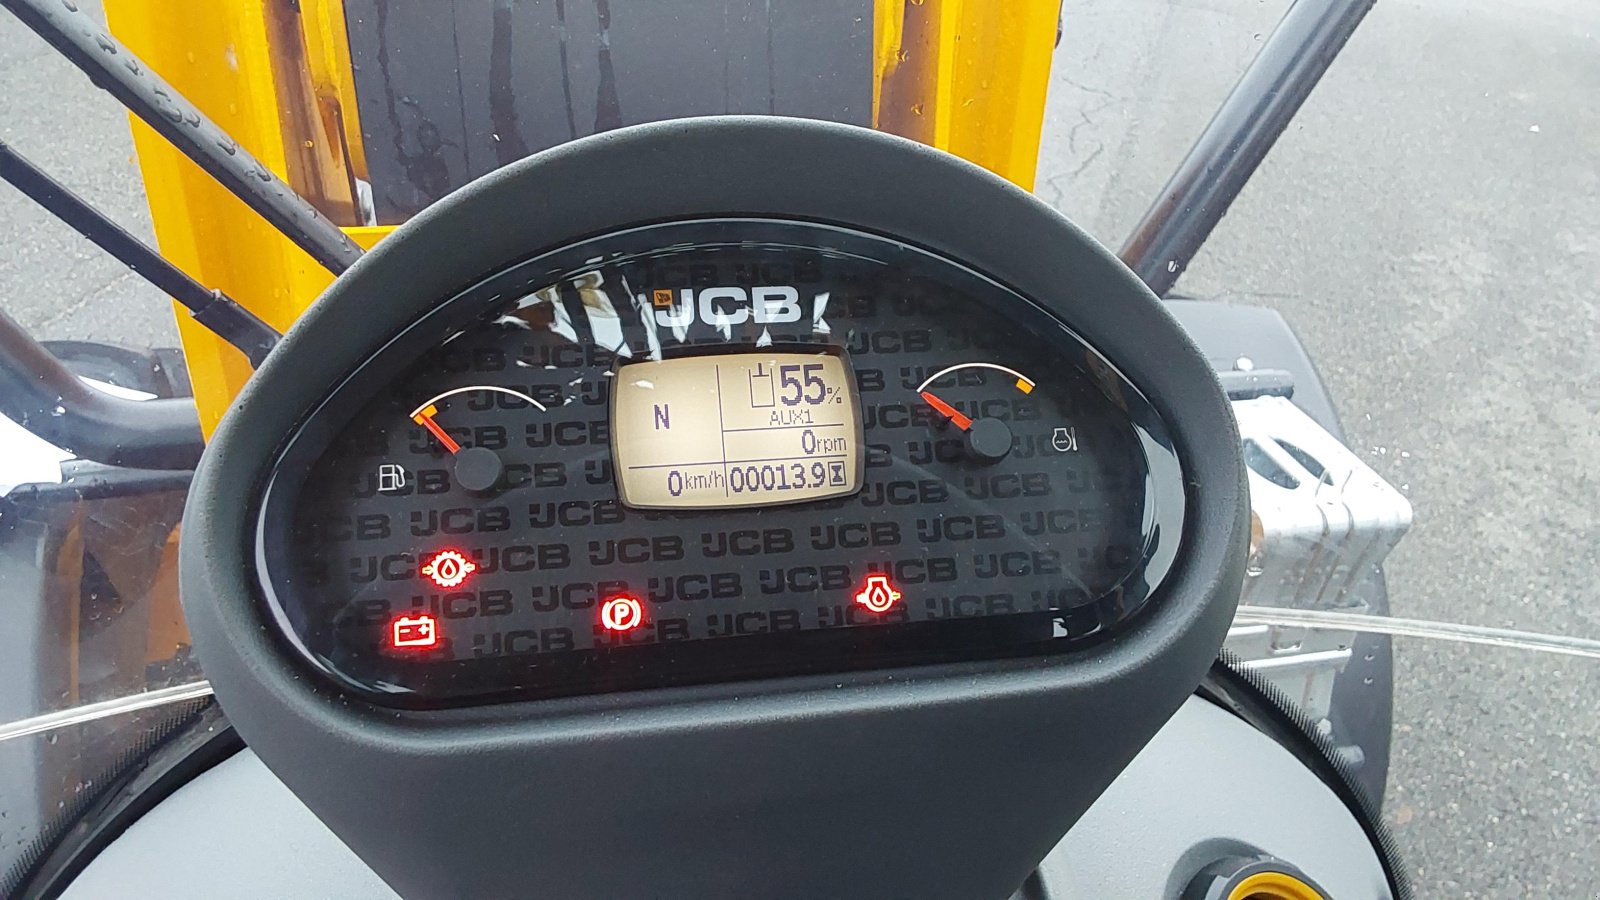 JCB
N
55%
AUX1
0rpm
0km/h
00013.9
P